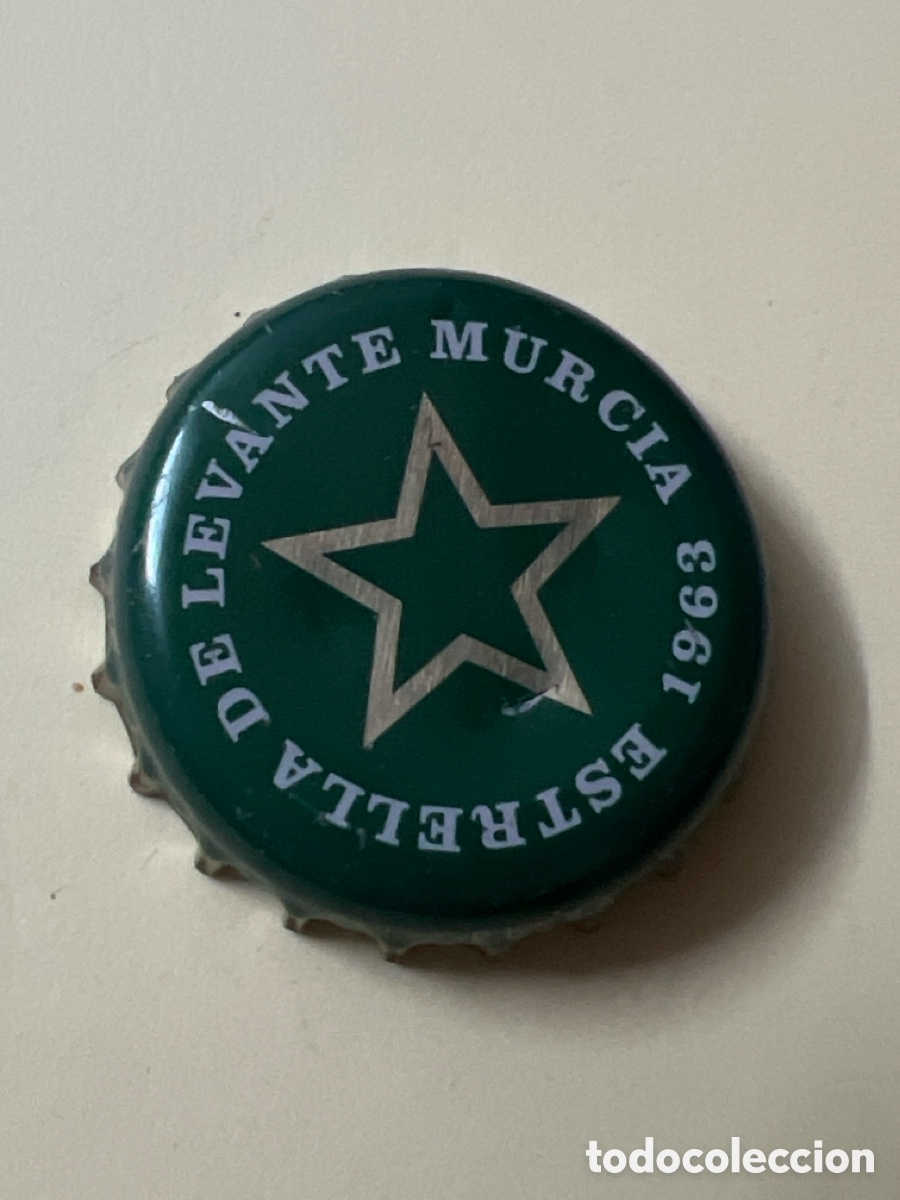 ESTRELLA DE LEVANTE MURCIA 1963
todocoleccion